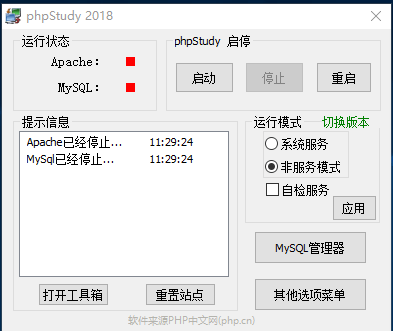 phpStudy 2018
运行状态
Apache：
MySQL：
phpStudy 启停
启动
停止
重启
提示信息
Apache已经停止... 11:29:24
MySql已经停止... 11:29:24
运行模式 切换版本
系统服务
非服务模式
自检服务
应用
MySQL管理器
打开工具箱
重置站点
其他选项菜单
软件来源PHP中文网(php.cn)